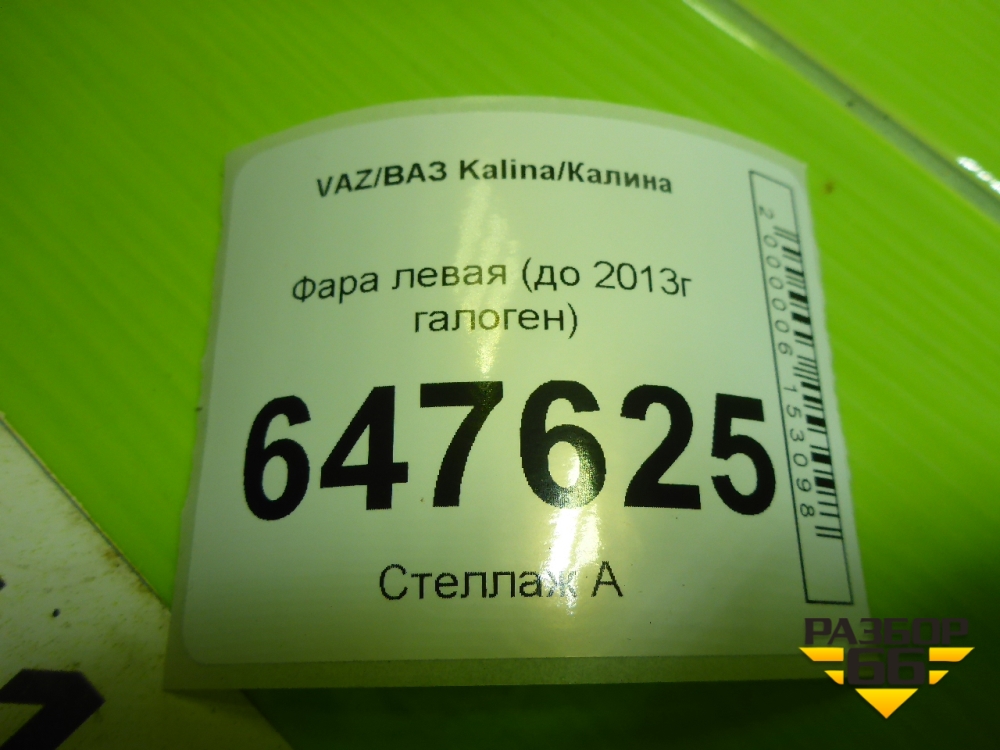 VAZ/ВАЗ Kalina/Калина
Фара левая (до 2013г
галоген)
647625
Стеллаж А
2000006153098
РАЗБОР
66